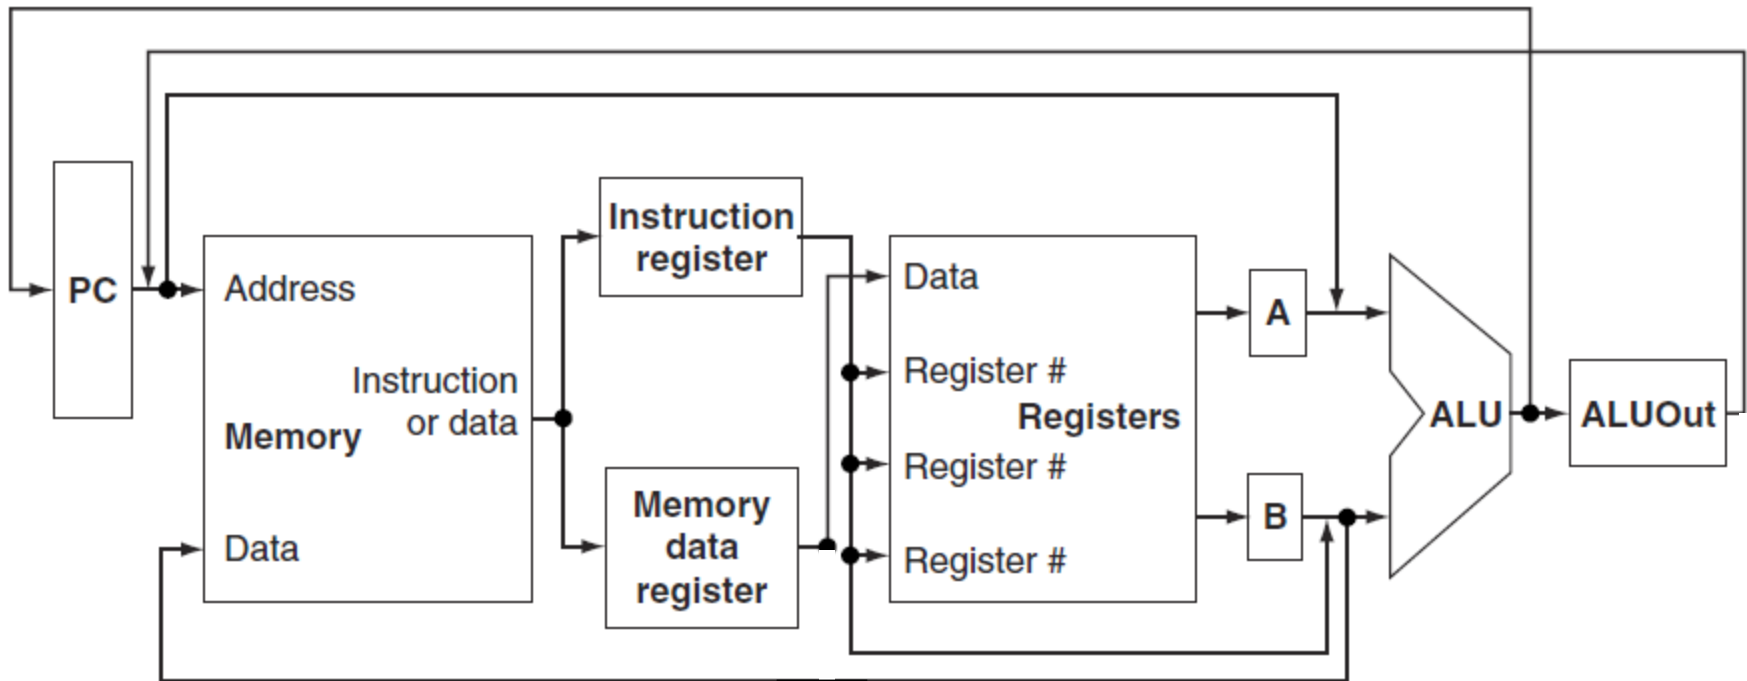 PC
Address
Instruction
or data
Memory
Data
Instruction
register
Memory
data
register
Data
Register #
Registers
Register #
Register #
A
B
ALU
ALUOut